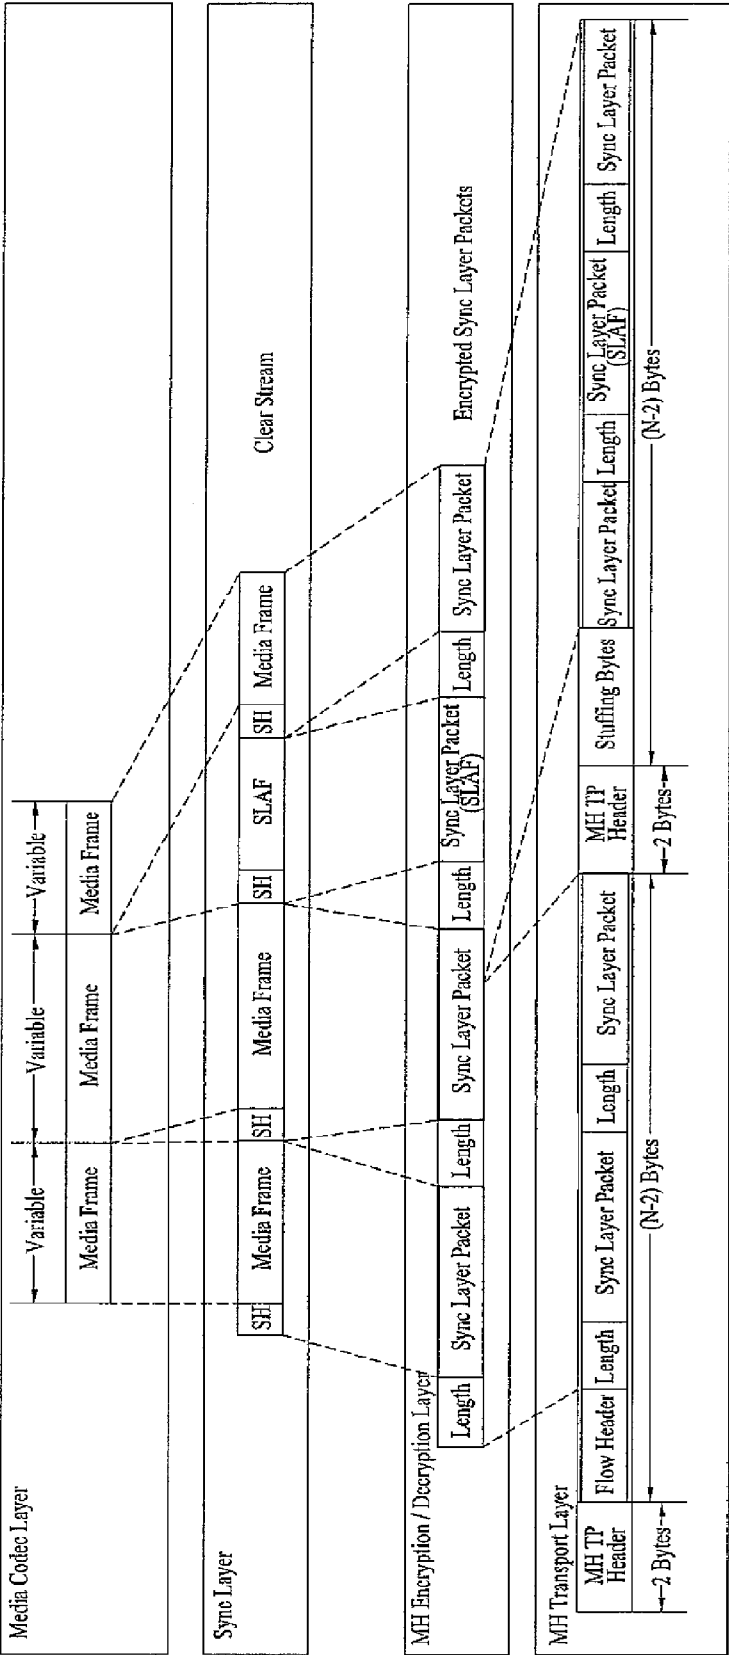 Media Codec Layer
Variable
Variable
Variable
Media Frame
Media Frame
Media Frame
Sync Layer
Clear Stream
SH
Media Frame
SH
Media Frame
SH
SLAF
SH
Media Frame
MH Encryption / Decryption Layer
Encrypted Sync Layer Packets
Length
Sync Layer Packet
Length
Sync Layer Packet
Length
Sync Layer Packet
(SLAF)
Length
Sync Layer Packet
MH Transport Layer
MH TP
Header
Flow Header
Length
Sync Layer Packet
Length
Sync Layer Packet
MH TP
Header
Stuffing Bytes
Sync Layer Packet
Length
Sync Layer Packet
(SLAF)
Length
Sync Layer Packet
2 Bytes
(N-2) Bytes
2 Bytes
(N-2) Bytes